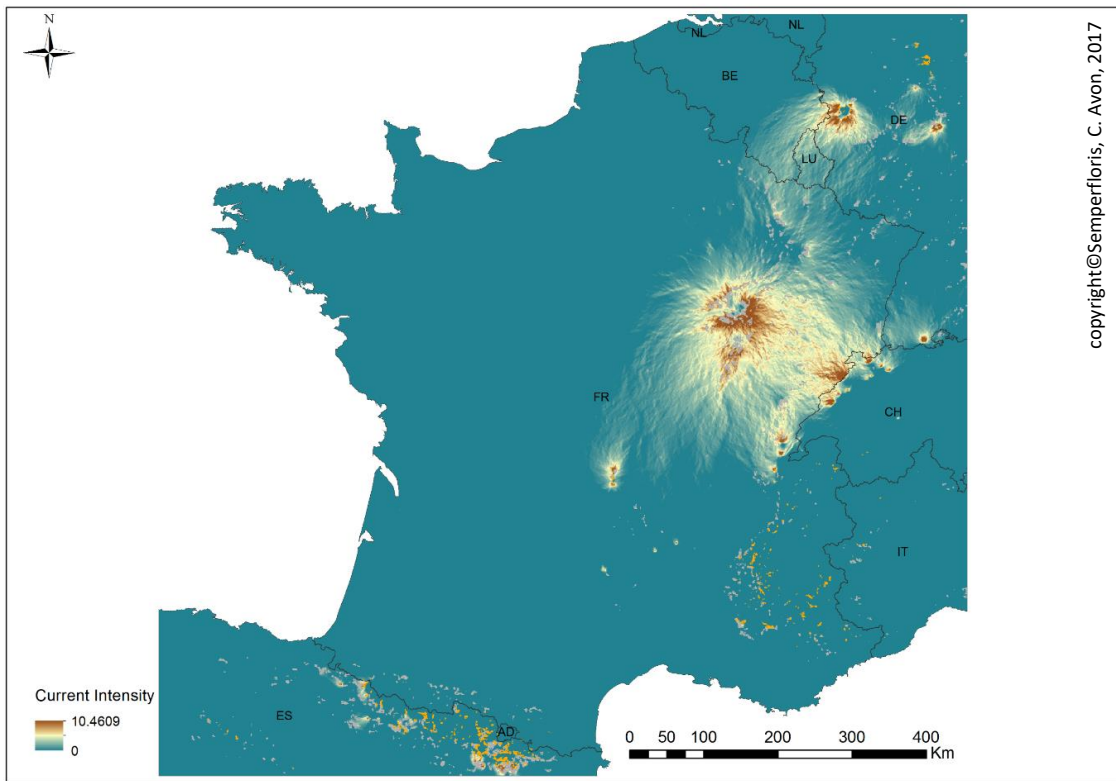 N
NL
NL
BE
DE
LU
FR
CH
IT
ES
AD
Current Intensity
10.4609
0
0 50 100 200 300 400
Km
copyright©Semperfloris, C. Avon, 2017